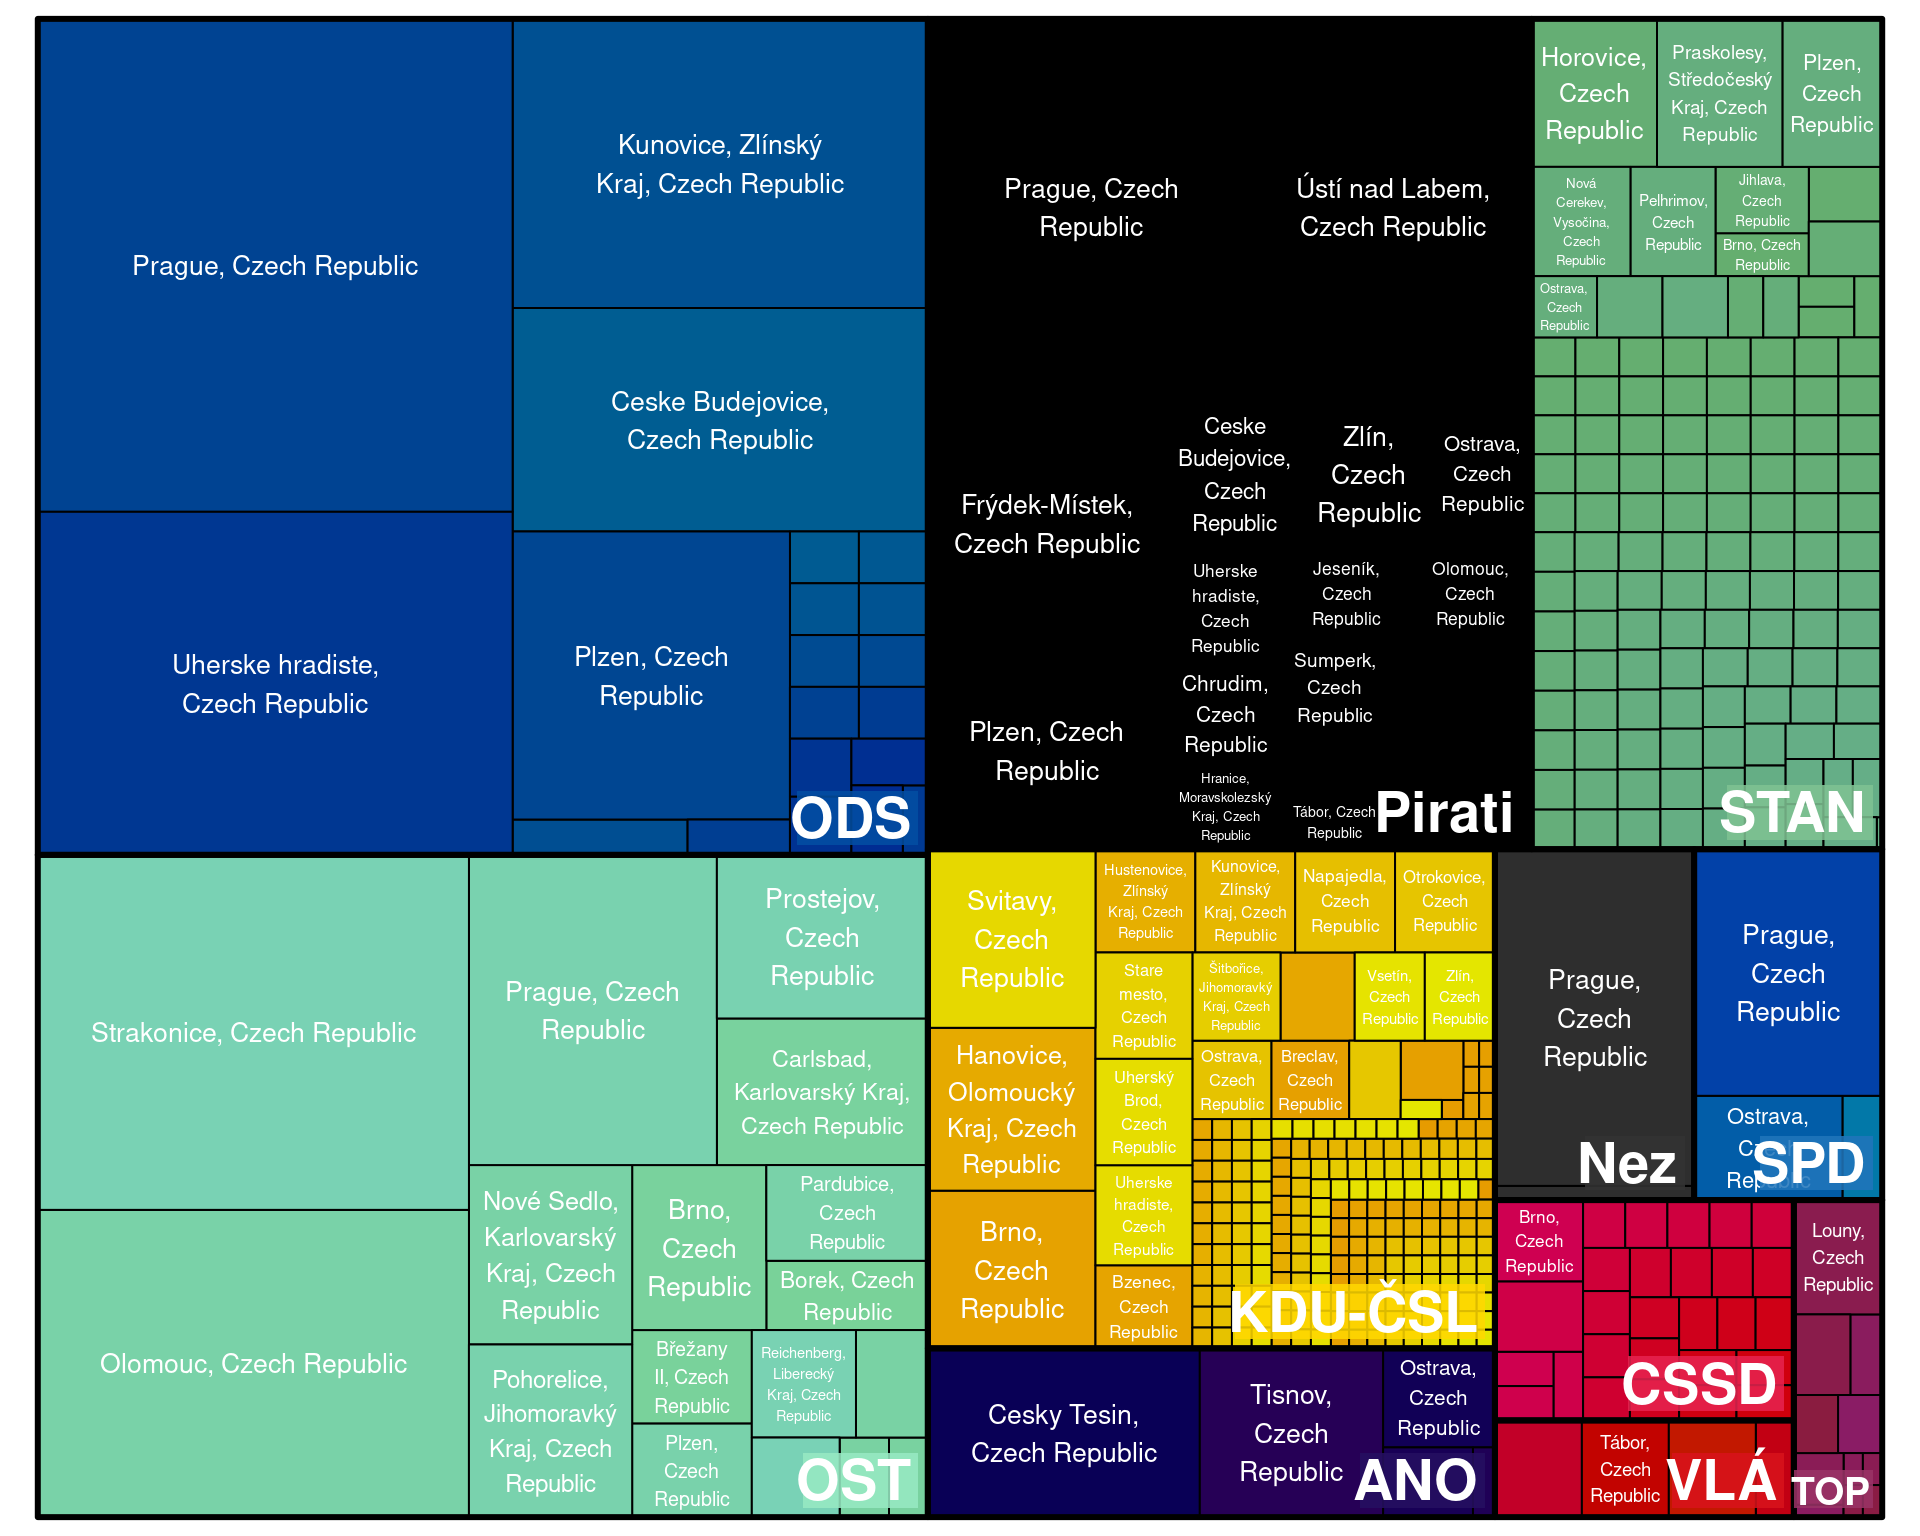 Prague, Czech Republic
Kunovice, Zlínský
Kraj, Czech Republic
Ceske Budejovice,
Czech Republic
Uherske hradiste,
Czech Republic
Plzen, Czech
Republic
ODS
Prague, Czech
Republic
Ústí nad Labem,
Czech Republic
Frýdek-Místek,
Czech Republic
Ceske
Budejovice,
Czech
Republic
Zlín,
Czech
Republic
Ostrava,
Czech
Republic
Uherske
hradiste,
Czech
Republic
Jeseník,
Czech
Republic
Olomouc,
Czech
Republic
Plzen, Czech
Republic
Chrudim,
Czech
Republic
Sumperk,
Czech
Republic
Hranice,
Moravskolezský
Kraj, Czech
Republic
Tábor, Czech
Republic
Pirati
Horovice,
Czech
Republic
Praskolesy,
Středočeský
Kraj, Czech
Republic
Plzen,
Czech
Republic
Nová
Cerekev,
Vysočina,
Czech
Republic
Pelhrimov,
Czech
Republic
Jihlava,
Czech
Republic
Brno, Czech
Republic
Ostrava,
Czech
Republic
STAN
Strakonice, Czech Republic
Olomouc, Czech Republic
Prague, Czech
Republic
Prostejov,
Czech
Republic
Carlsbad,
Karlovarský Kraj,
Czech Republic
Nové Sedlo,
Karlovarský
Kraj, Czech
Republic
Brno,
Czech
Republic
Pardubice,
Czech
Republic
Borek, Czech
Republic
Pohorelice,
Jihomoravký
Kraj, Czech
Republic
Břežany
II, Czech
Republic
Reichenberg,
Liberecký
Kraj, Czech
Republic
Plzen,
Czech
Republic
OST
Svitavy,
Czech
Republic
Hustenovice,
Zlínský
Kraj, Czech
Republic
Kunovice,
Zlínský
Kraj, Czech
Republic
Napajedla,
Czech
Republic
Otrokovice,
Czech
Republic
Stare
mesto,
Czech
Republic
Šitbořice,
Jihomoravký
Kraj, Czech
Republic
Vsetín,
Czech
Republic
Zlín,
Czech
Republic
Hanovice,
Olomoucký
Kraj, Czech
Republic
Uherský
Brod,
Czech
Republic
Ostrava,
Czech
Republic
Breclav,
Czech
Republic
Brno,
Czech
Republic
Uherske
hradiste,
Czech
Republic
Bzenec,
Czech
Republic
KDU-ČSL
Cesky Tesin,
Czech Republic
Tisnov,
Czech
Republic
Ostrava,
Czech
Republic
ANO
Prague,
Czech
Republic
Nez
Prague,
Czech
Republic
Ostrava,
Czech
Republic
SPD
Brno,
Czech
Republic
CSSD
Louny,
Czech
Republic
Tábor,
Czech
Republic
VLÁ
TOP